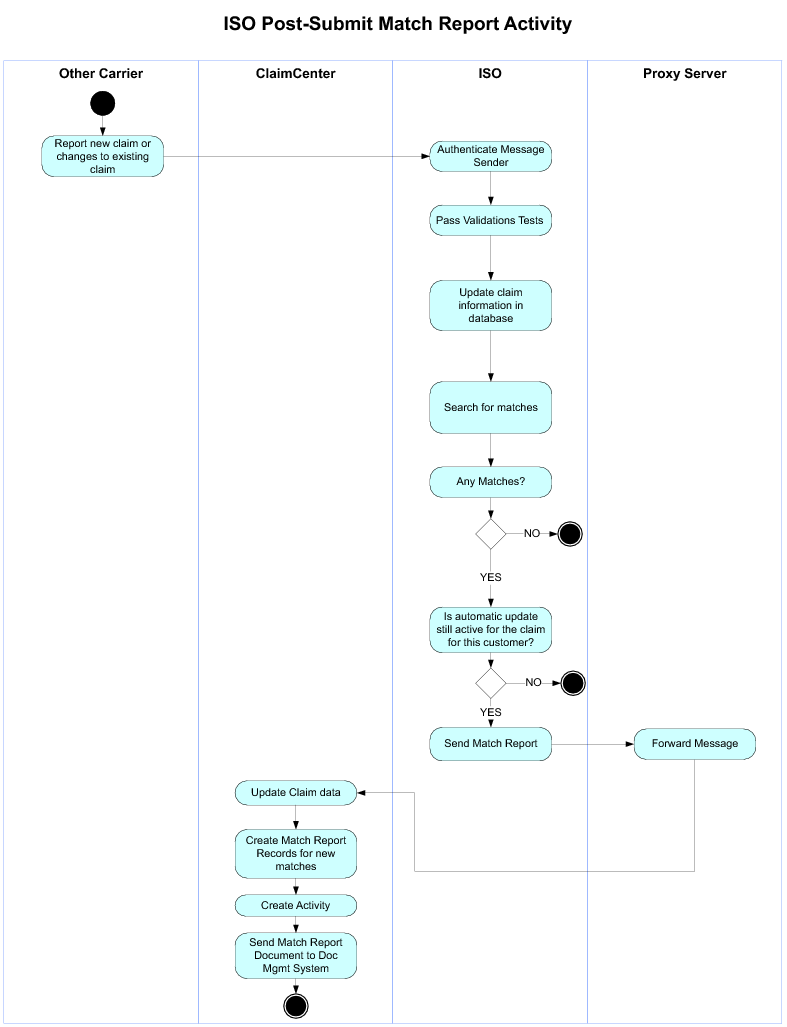 ISO Post-Submit Match Report Activity
Other Carrier
ClaimCenter
ISO
Proxy Server
Report new claim or
changes to existing
claim
Authenticate Message
Sender
Pass Validations Tests
Update claim
information in
database
Search for matches
Any Matches?
NO
YES
Is automatic update
still active for the claim
for this customer?
NO
YES
Send Match Report
Forward Message
Update Claim data
Create Match Report
Records for new
matches
Create Activity
Send Match Report
Document to Doc
Mgmt System